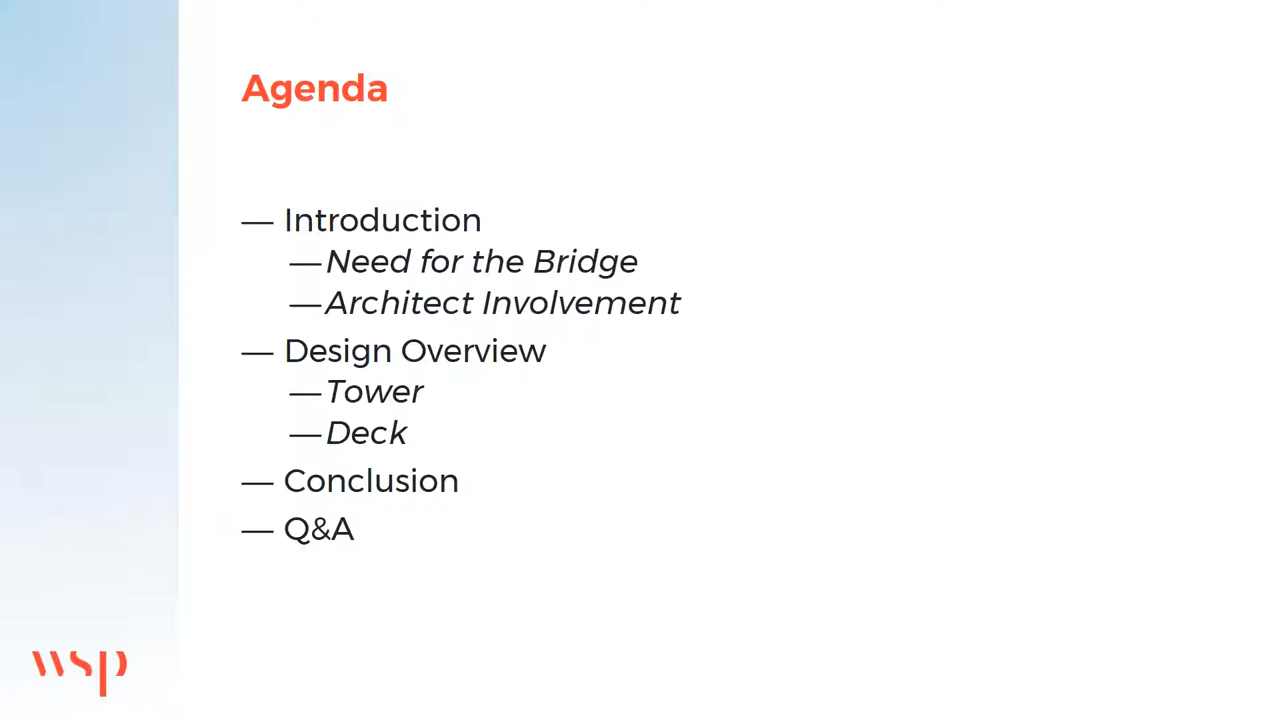 Agenda
— Introduction
— Need for the Bridge
— Architect Involvement
— Design Overview
— Tower
— Deck
— Conclusion
— Q&A
wsp